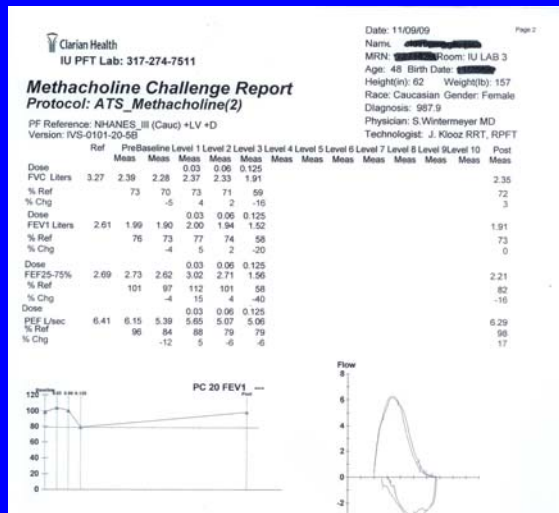 Clarian Health
IU PFT Lab: 317-274-7511
Methacholine Challenge Report
Protocol: ATS_Methacholine(2)
PF Reference: NHANES_III (Cauc) +LV +D
Version: IVS-0101-20-5B
Date: 11/09/09
Page 2
Name:
MRN: Room: IU LAB 3
Age: 48 Birth Date:
Height(in): 62 Weight(lb): 157
Race: Caucasian Gender: Female
Diagnosis: 987.9
Physician: S.Wintermeyer MD
Technologist: J. Klooz RRT, RPFT
Ref PreBaseline Level 1 Level 2 Level 3 Level 4 Level 5 Level 6 Level 7 Level 8 Level 9Level 10 Post
Meas Meas Meas Meas Meas Meas Meas Meas Meas Meas Meas Meas Meas
Dose 0.03 0.06 0.125
FVC Liters 3.27 2.39 2.28 2.37 2.33 1.91 2.35
% Ref 73 70 73 71 59 72
% Chg -5 4 2 -16 3
Dose 0.03 0.06 0.125
FEV1 Liters 2.61 1.99 1.90 2.00 1.94 1.52 1.91
% Ref 76 73 77 74 58 73
% Chg -4 5 2 -20 0
Dose 0.03 0.06 0.125
FEF25-75% 2.69 2.73 2.62 3.02 2.71 1.56 2.21
% Ref 101 97 112 101 58 82
% Chg -4 15 4 -40 -16
Dose 0.03 0.06 0.125
PEF L/sec 6.41 6.15 5.39 5.65 5.07 5.06 6.29
% Ref 96 84 88 79 79 98
% Chg -12 5 -6 -6 17
PC 20 FEV1 ---
Baseline 0.125 Post
120
100
80
60
40
20
0
Flow
8
6
4
2
0
-2